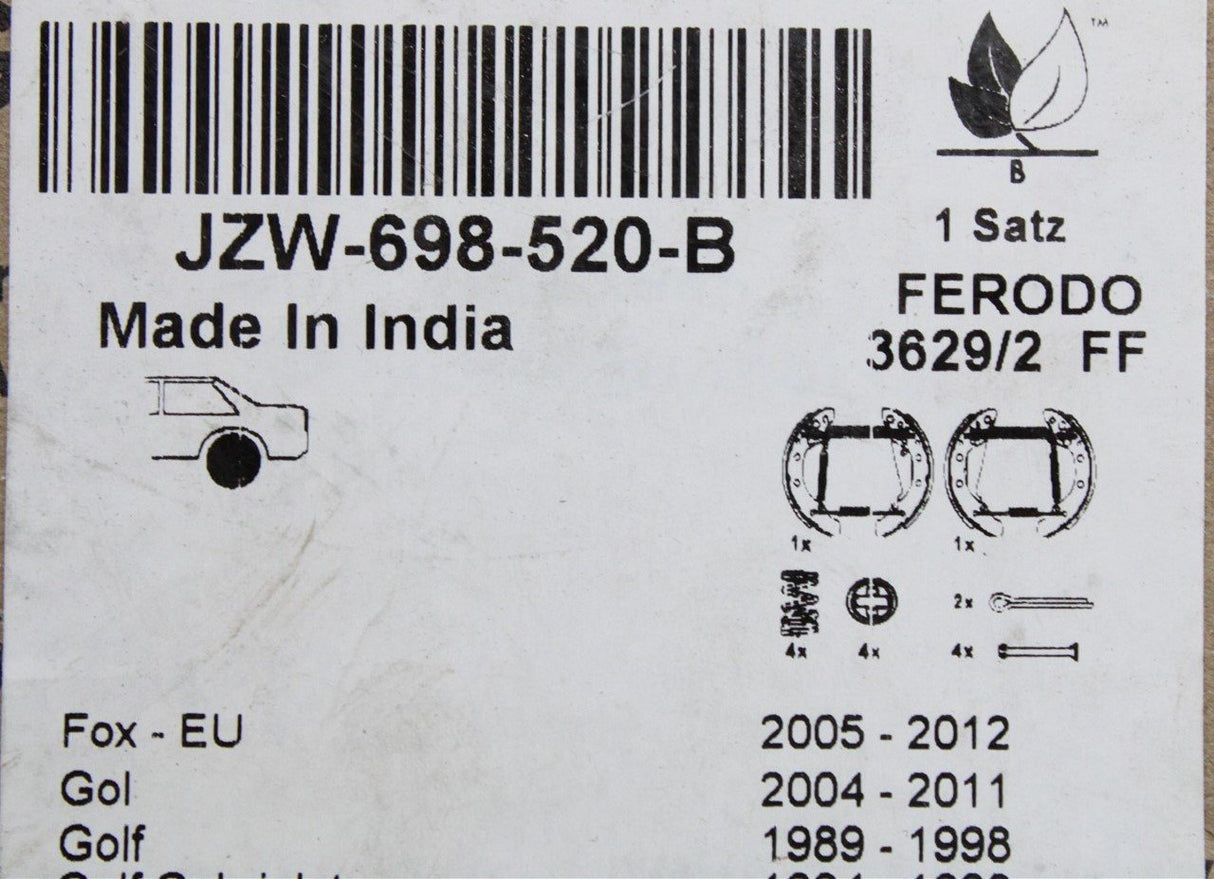 ™
B
JZW-698-520-B
1 Satz
Made In India
FERODO
3629/2 FF
1x
1x
2x
4x
4x
4x
Fox - EU 2005 - 2012
Gol 2004 - 2011
Golf 1989 - 1998